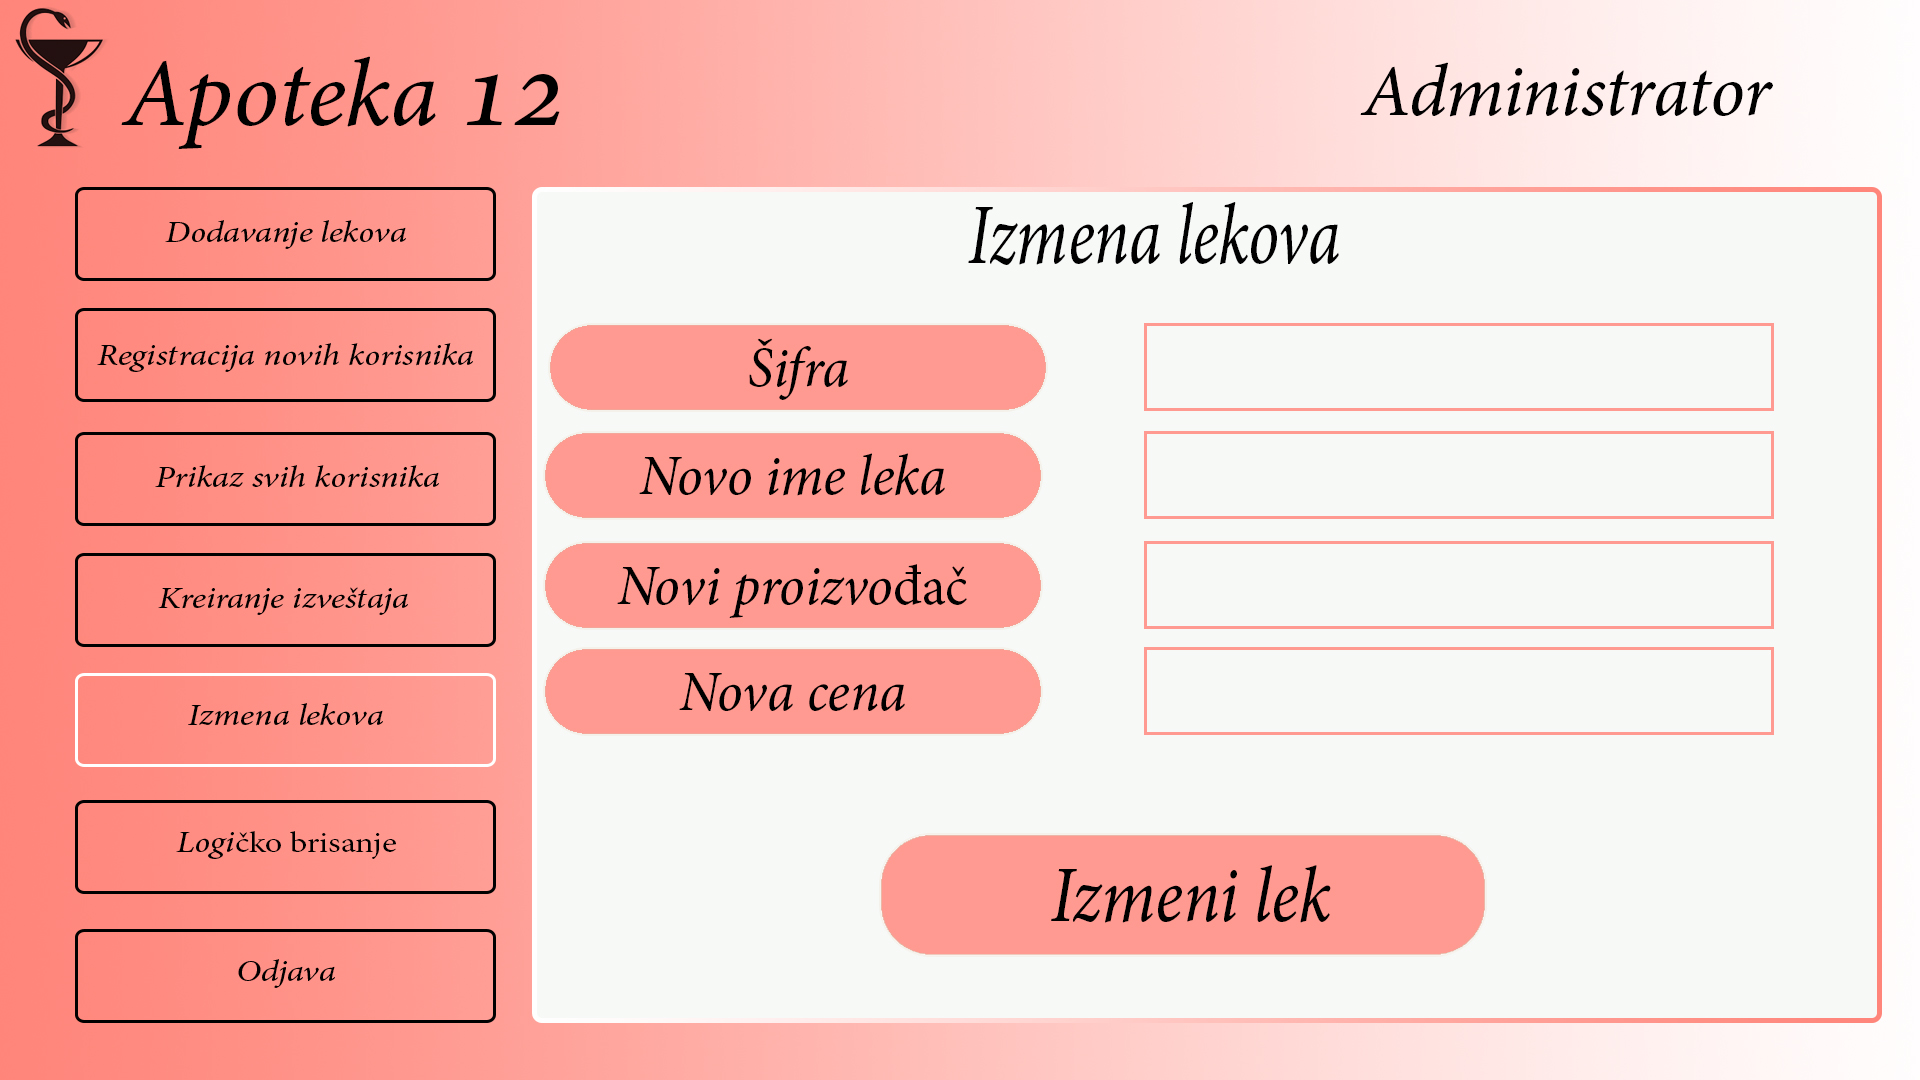 Apoteka 12
Administrator
Dodavanje lekova
Registracija novih korisnika
Prikaz svih korisnika
Kreiranje izveštaja
Izmena lekova
Logičko brisanje
Odjava
Izmena lekova
Šifra
Novo ime leka
Novi proizvođač
Nova cena
Izmeni lek